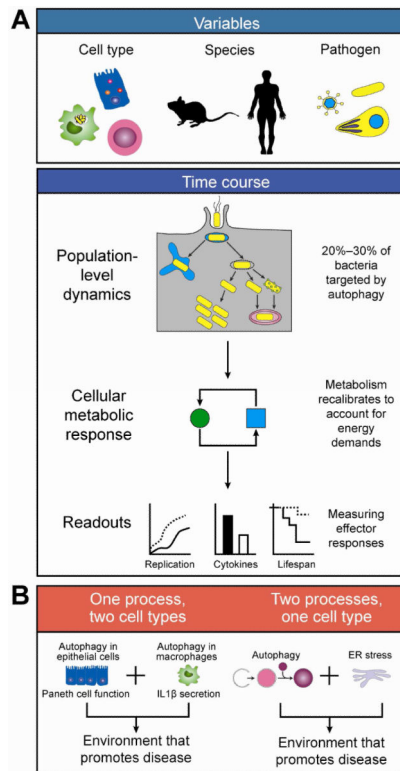 A
Variables
Cell type
Species
Pathogen
Time course
Population-
level
dynamics
20%–30% of
bacteria
targeted by
autophagy
Cellular
metabolic
response
Metabolism
recalibrates to
account for
energy
demands
Readouts
Replication
Cytokines
Lifespan
Measuring
effector
responses
B
One process,
two cell types
Autophagy in
epithelial cells
Paneth cell function
+
Autophagy in
macrophages
IL1β secretion
Environment that
promotes disease
Two processes,
one cell type
Autophagy
+
ER stress
Environment that
promotes disease